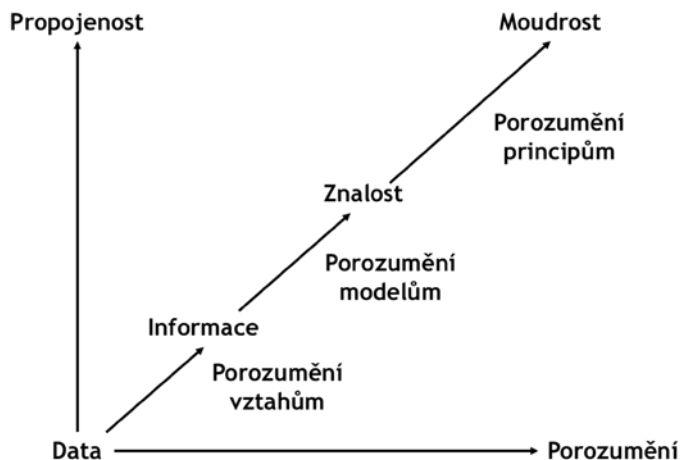 Propojenost
Moudrost
Porozumění
principům
Znalost
Porozumění
modelům
Informace
Porozumění
vztahům
Data
Porozumění